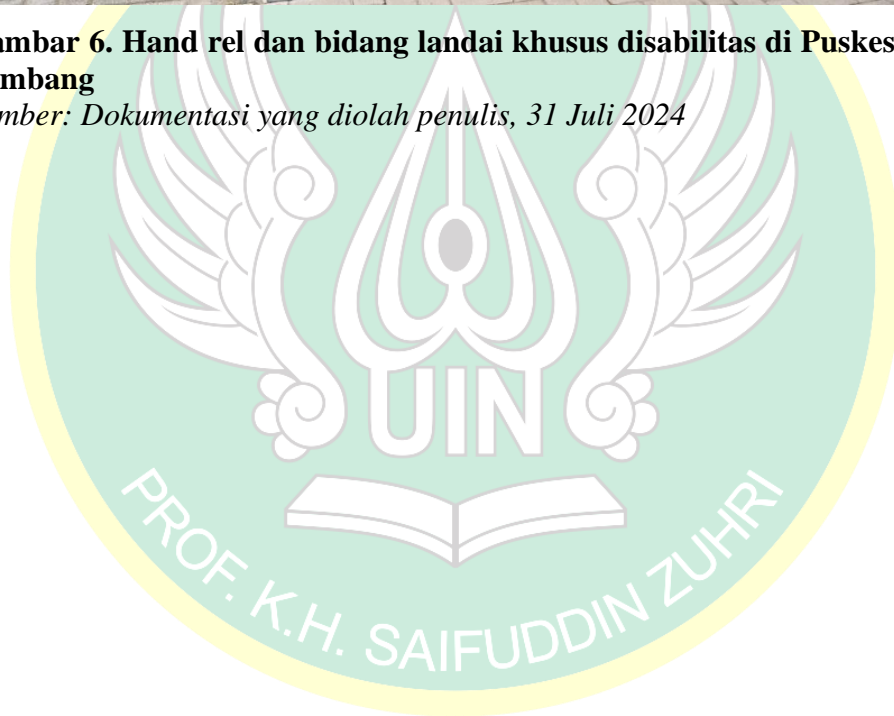 ambar 6. Hand rel dan bidang landai khusus disabilitas di Puskes
mbang
mber: Dokumentasi yang diolah penulis, 31 Juli 2024
UIN
PROF. K.H. SAIFUDDIN ZUHRI